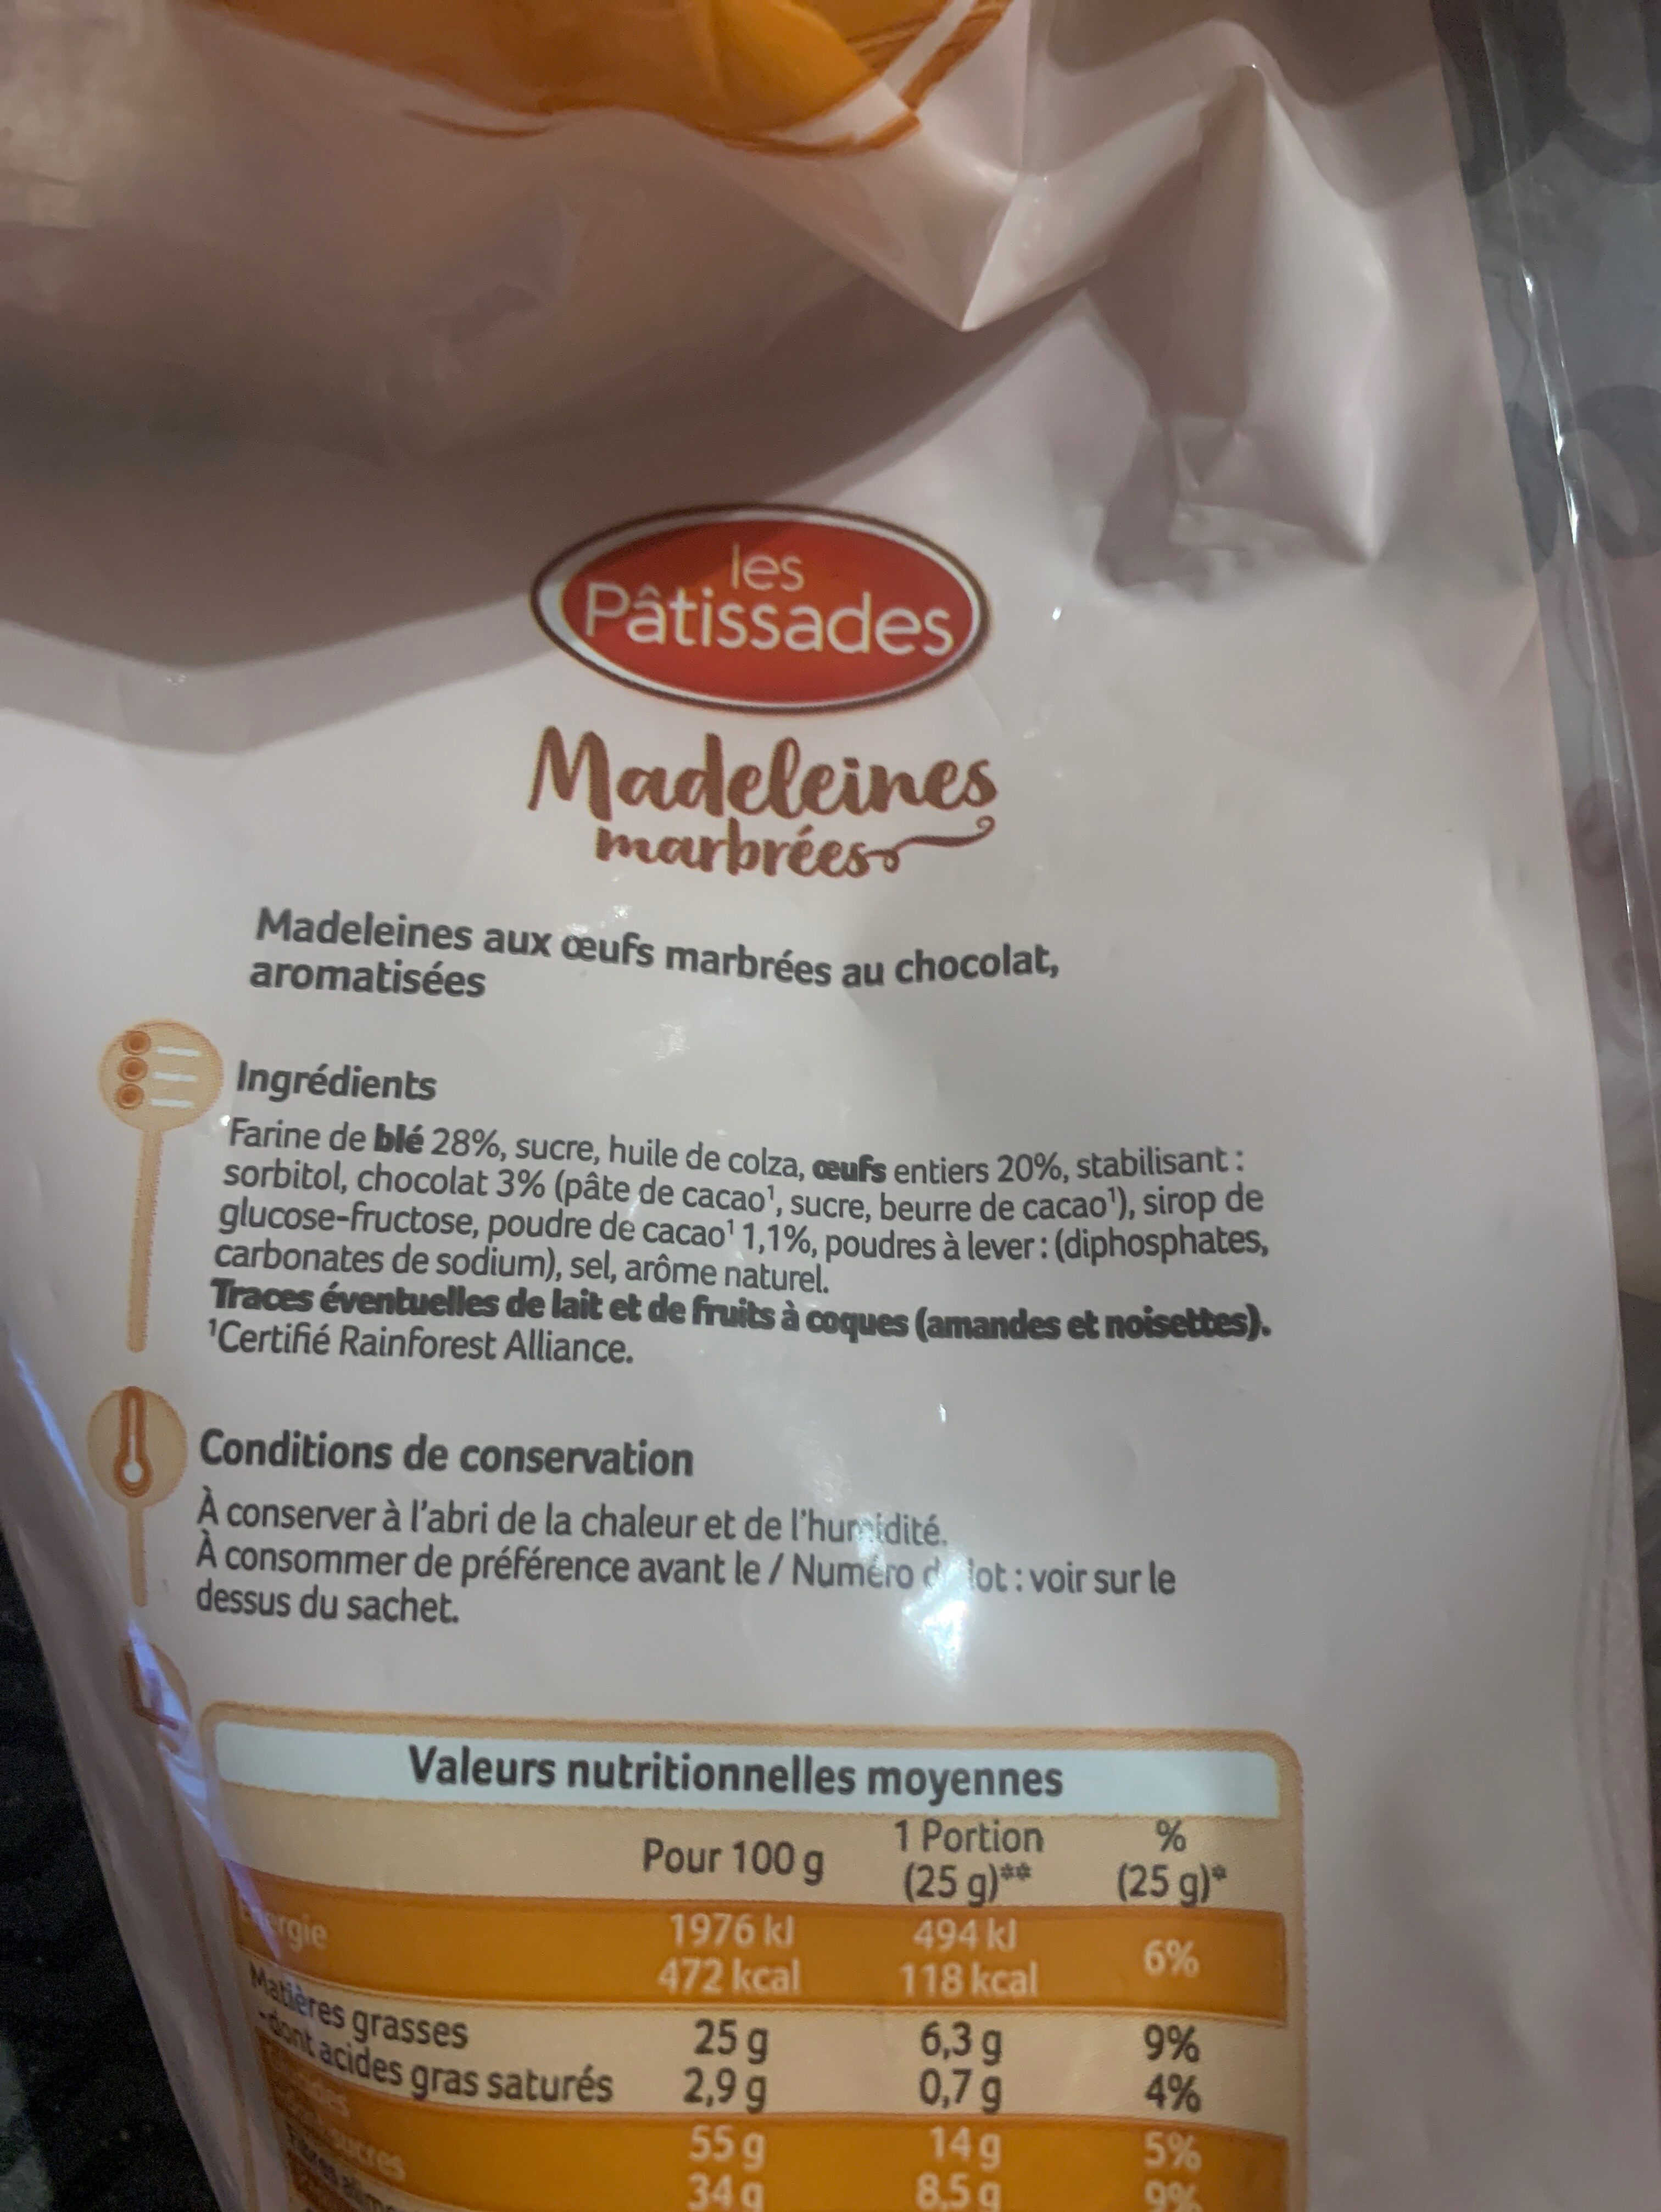 les
Pâtissades
Madeleines
marbrées
Madeleines aux œufs marbrées au chocolat,
aromatisées
Ingrédients
Farine de blé 28%, sucre, huile de colza, œufs entiers 20%, stabilisant :
sorbitol, chocolat 3% (pâte de cacao¹, sucre, beurre de cacao¹), sirop de
glucose-fructose, poudre de cacao¹ 1,1%, poudres à lever : (diphosphates,
carbonates de sodium), sel, arôme naturel.
Traces éventuelles de lait et de fruits à coques (amandes et noisettes).
¹Certifié Rainforest Alliance.
Conditions de conservation
À conserver à l'abri de la chaleur et de l'humidité.
À consommer de préférence avant le / Numéro de lot : voir sur le
dessus du sachet.
Valeurs nutritionnelles moyennes
Pour 100 g 1 Portion (25 g)** % (25 g)*
Énergie 1976 kJ 494 kJ 6%
472 kcal 118 kcal
Matières grasses 25 g 6,3 g 9%
-dont acides gras saturés 2,9 g 0,7 g 4%
55 g 14 g 5%
sucres 34 g 8,5 g 9%